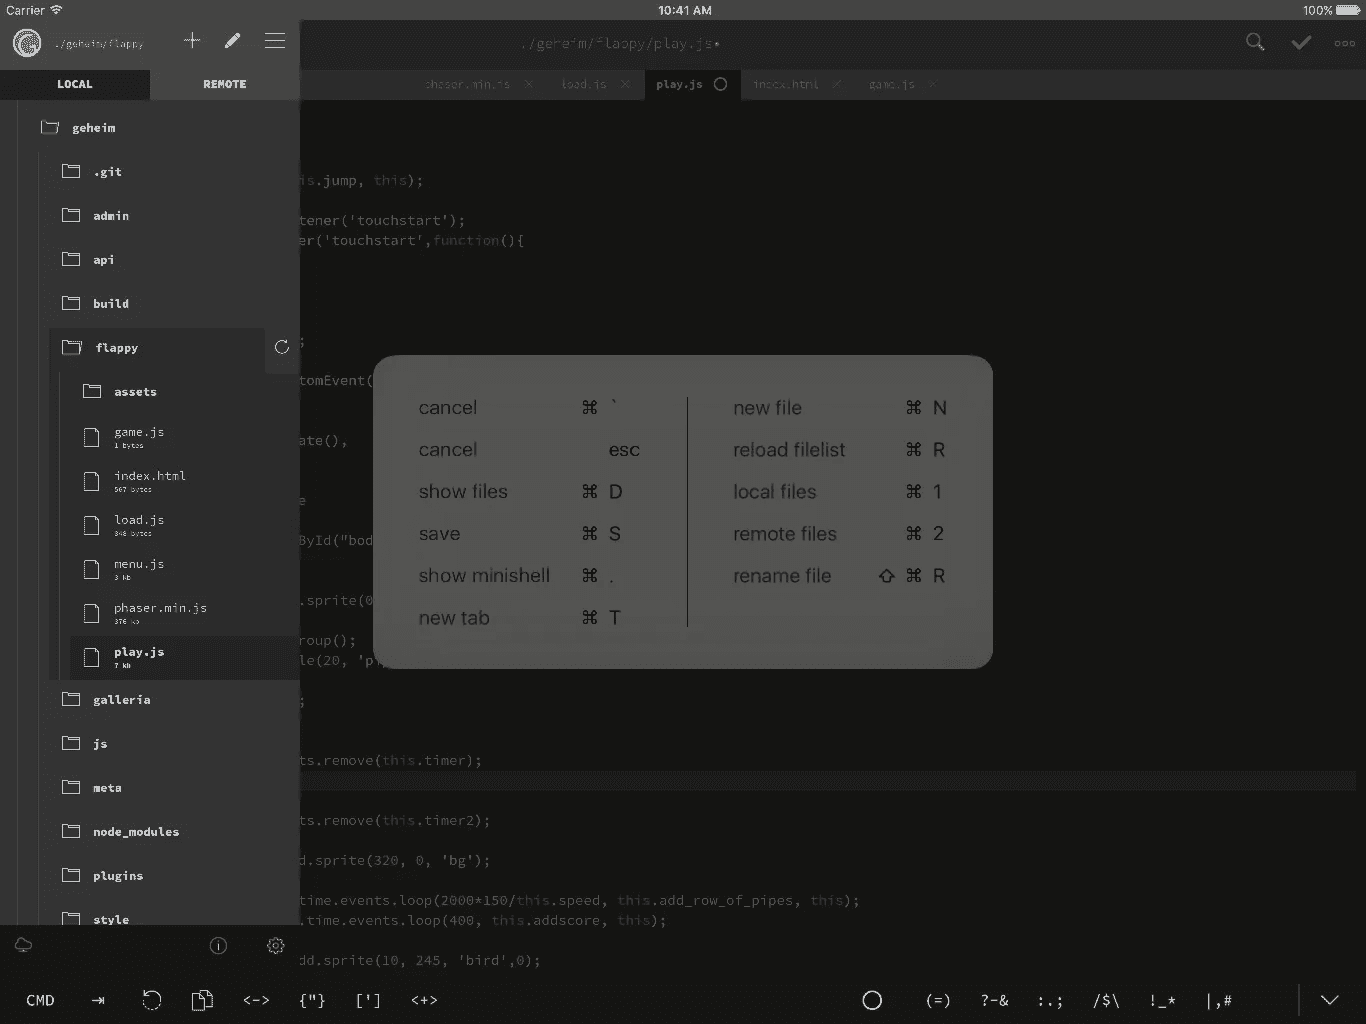 Carrier
10:41 AM
100%
./geheim/flappy
./gereim/flappy/play.js•
LOCAL
REMOTE
phaser.min.js
load.js
play.js
index.html
game.js
geheim
.git
admin
api
build
flappy
assets
game.js
1 bytes
index.html
567 bytes
load.js
348 bytes
menu.js
3 kb
phaser.min.js
376 kb
play.js
7 kb
galleria
js
meta
node_modules
plugins
style
is.jump, this);
tener('touchstart');
er('touchstart',function(){
;
tomEvent(
ate(),
e
ById("bod
.sprite(0
roup();
le(20, 'pi
;
ts.remove(this.timer);
ts.remove(this.timer2);
d.sprite(320, 0, 'bg');
time.events.loop(2000*150/this.speed, this.add_row_of_pipes, this);
.time.events.loop(400, this.addscore, this);
dd.sprite(10, 245, 'bird',0);
cancel ⌘ `
cancel esc
show files ⌘ D
save ⌘ S
show minishell ⌘ .
new tab ⌘ T
new file ⌘ N
reload filelist ⌘ R
local files ⌘ 1
remote files ⌘ 2
rename file ⇧ ⌘ R
CMD <-> {"} ['] <+> (=) ?-& :.; /$\ !_* |,#